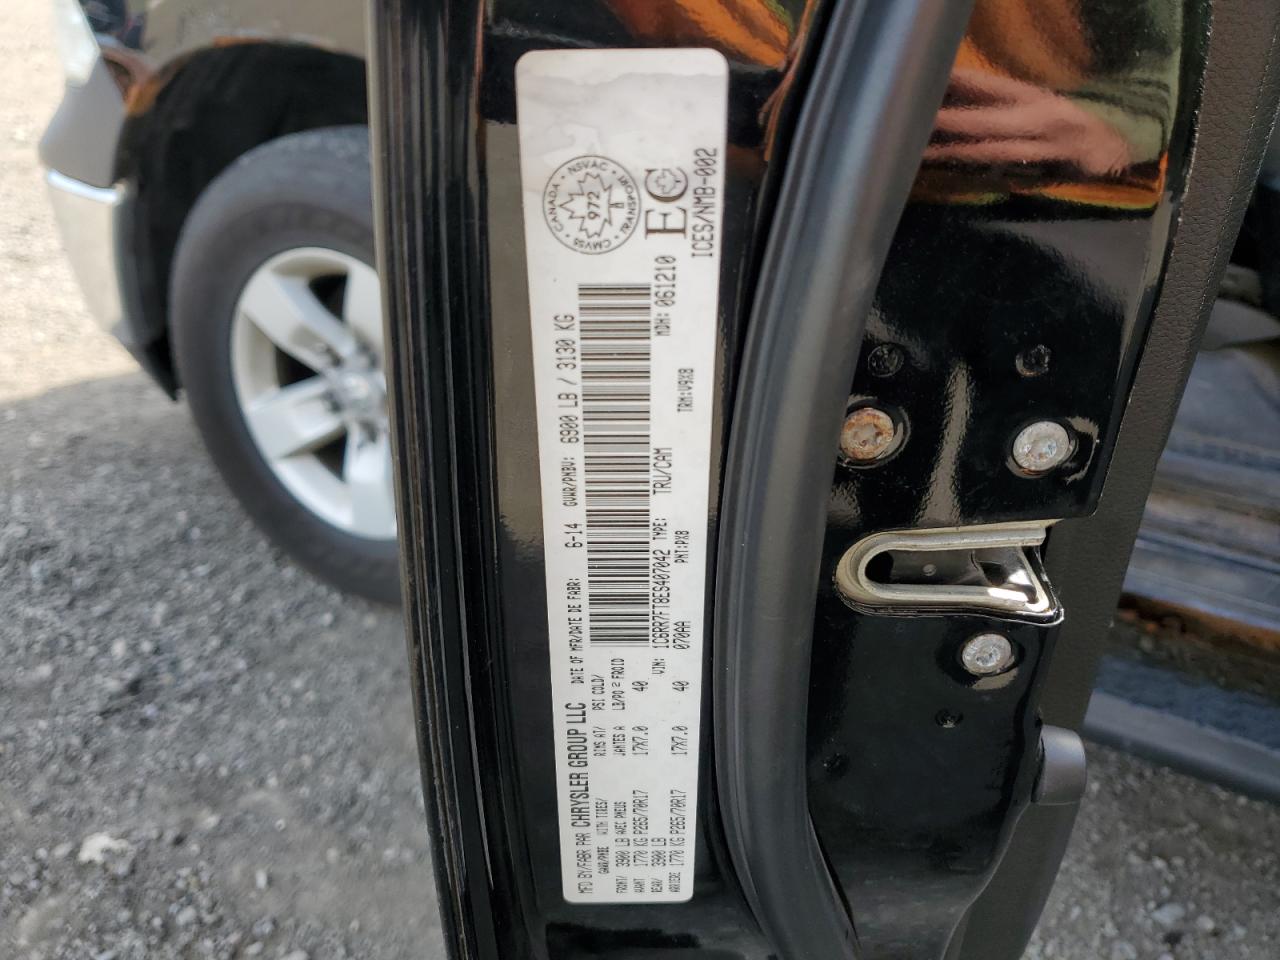 MFD BY/FABR PAR CHRYSLER GROUP LLC DATE OF MFR/DATE DE FABR: 6-14 GVWR/PNBV: 6900 LB / 3130 KG
GAWR/PNBE WITH TIRES/ RIMS AT/ PSI COLD/
FRONT/ 3900 LB AVEC PNEUS JANTES A LB/PO 2 FROID
AVANT 1770 KG P265/70R17 17X7.0 40
REAR/ 3900 LB
ARRIERE 1770 KG P265/70R17 17X7.0 40
VIN: 1C6RR7FT8ES407042 TYPE: TRU/CAM MDH: 061210
070AA PNT:PX8 TRM:V9X8
CANADA • NSVAC • TRANSPORT • CMVSS
972
EC
ICES/NMB-002